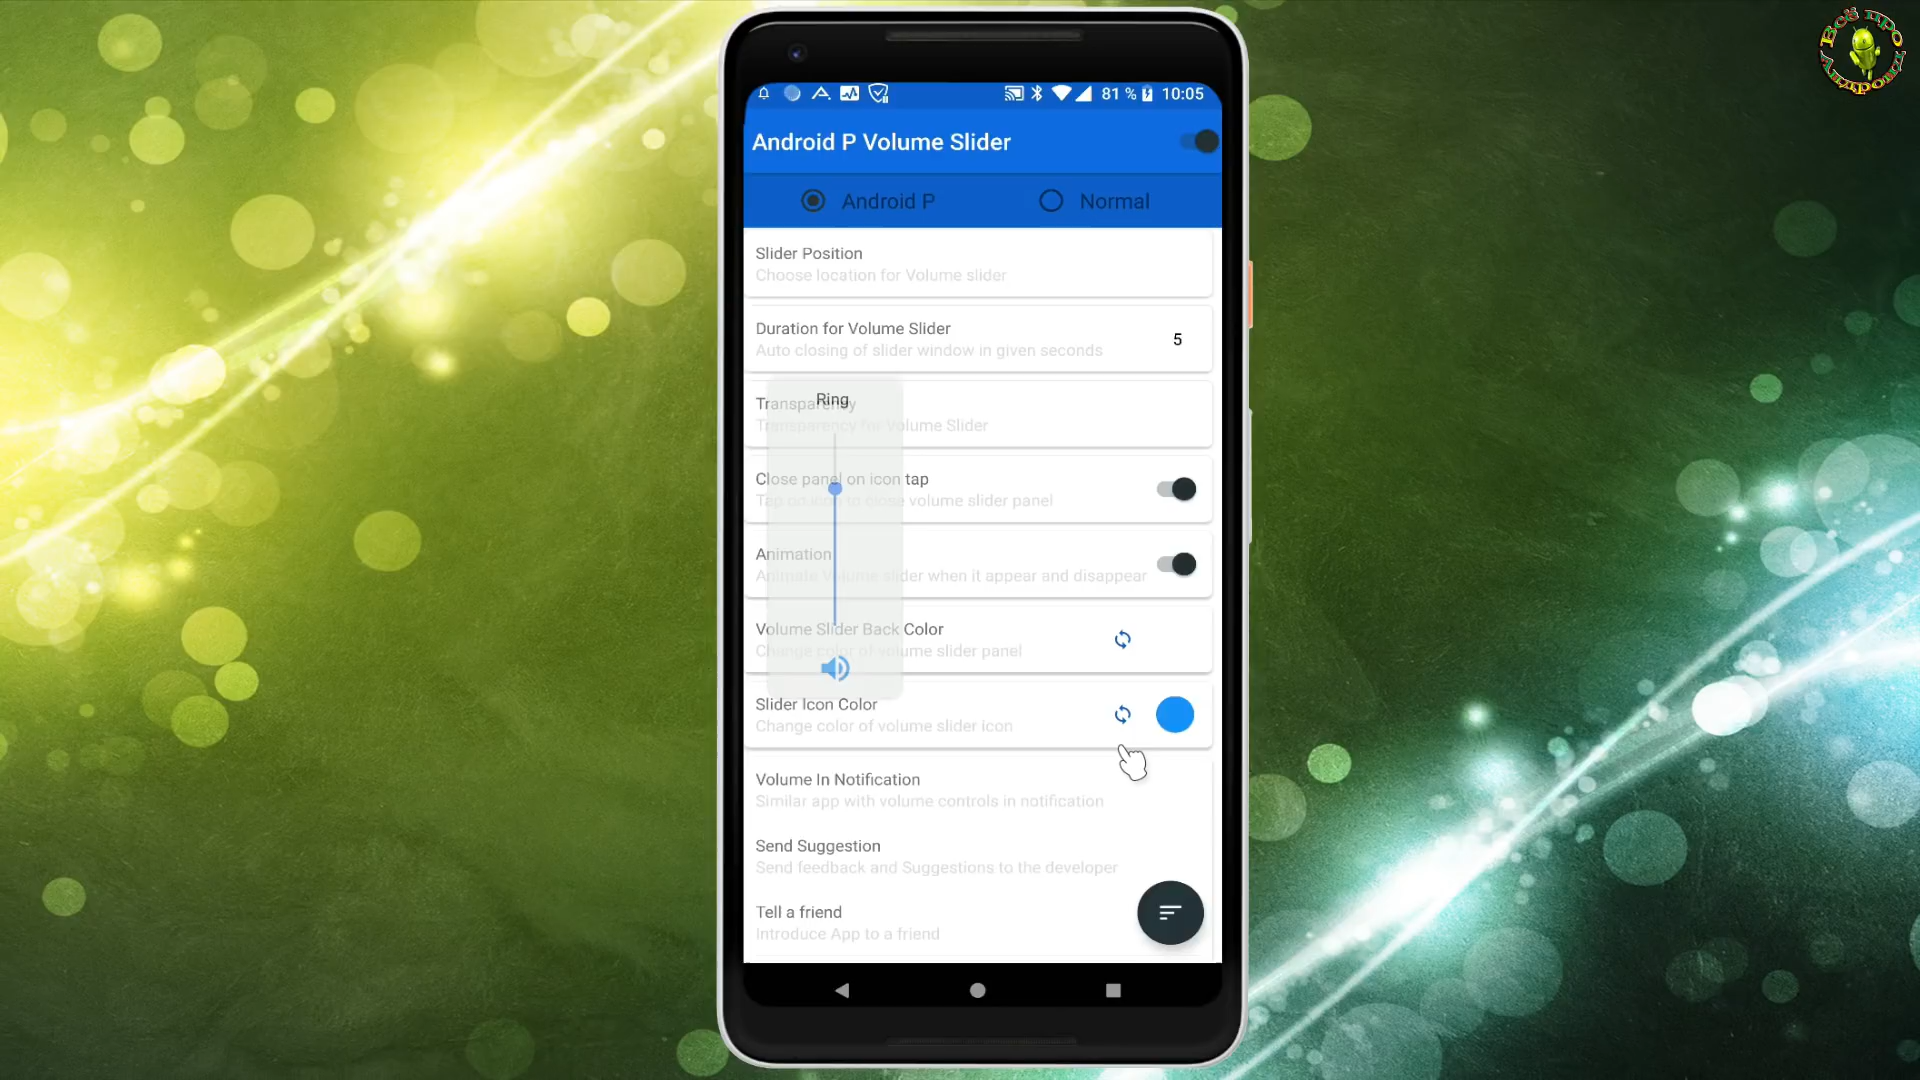 Всё про Андроид
81 % 10:05
Android P Volume Slider
Android P Normal
Slider Position
Choose location for Volume slider
Duration for Volume Slider
Auto closing of slider window in given seconds
5
Ring
Transparency
Transparency for Volume Slider
Close panel on icon tap
Tap on icon to close volume slider panel
Animation
Animate Volume slider when it appear and disappear
Volume Slider Back Color
Change color of volume slider panel
Slider Icon Color
Change color of volume slider icon
Volume In Notification
Similar app with volume controls in notification
Send Suggestion
Send feedback and Suggestions to the developer
Tell a friend
Introduce App to a friend